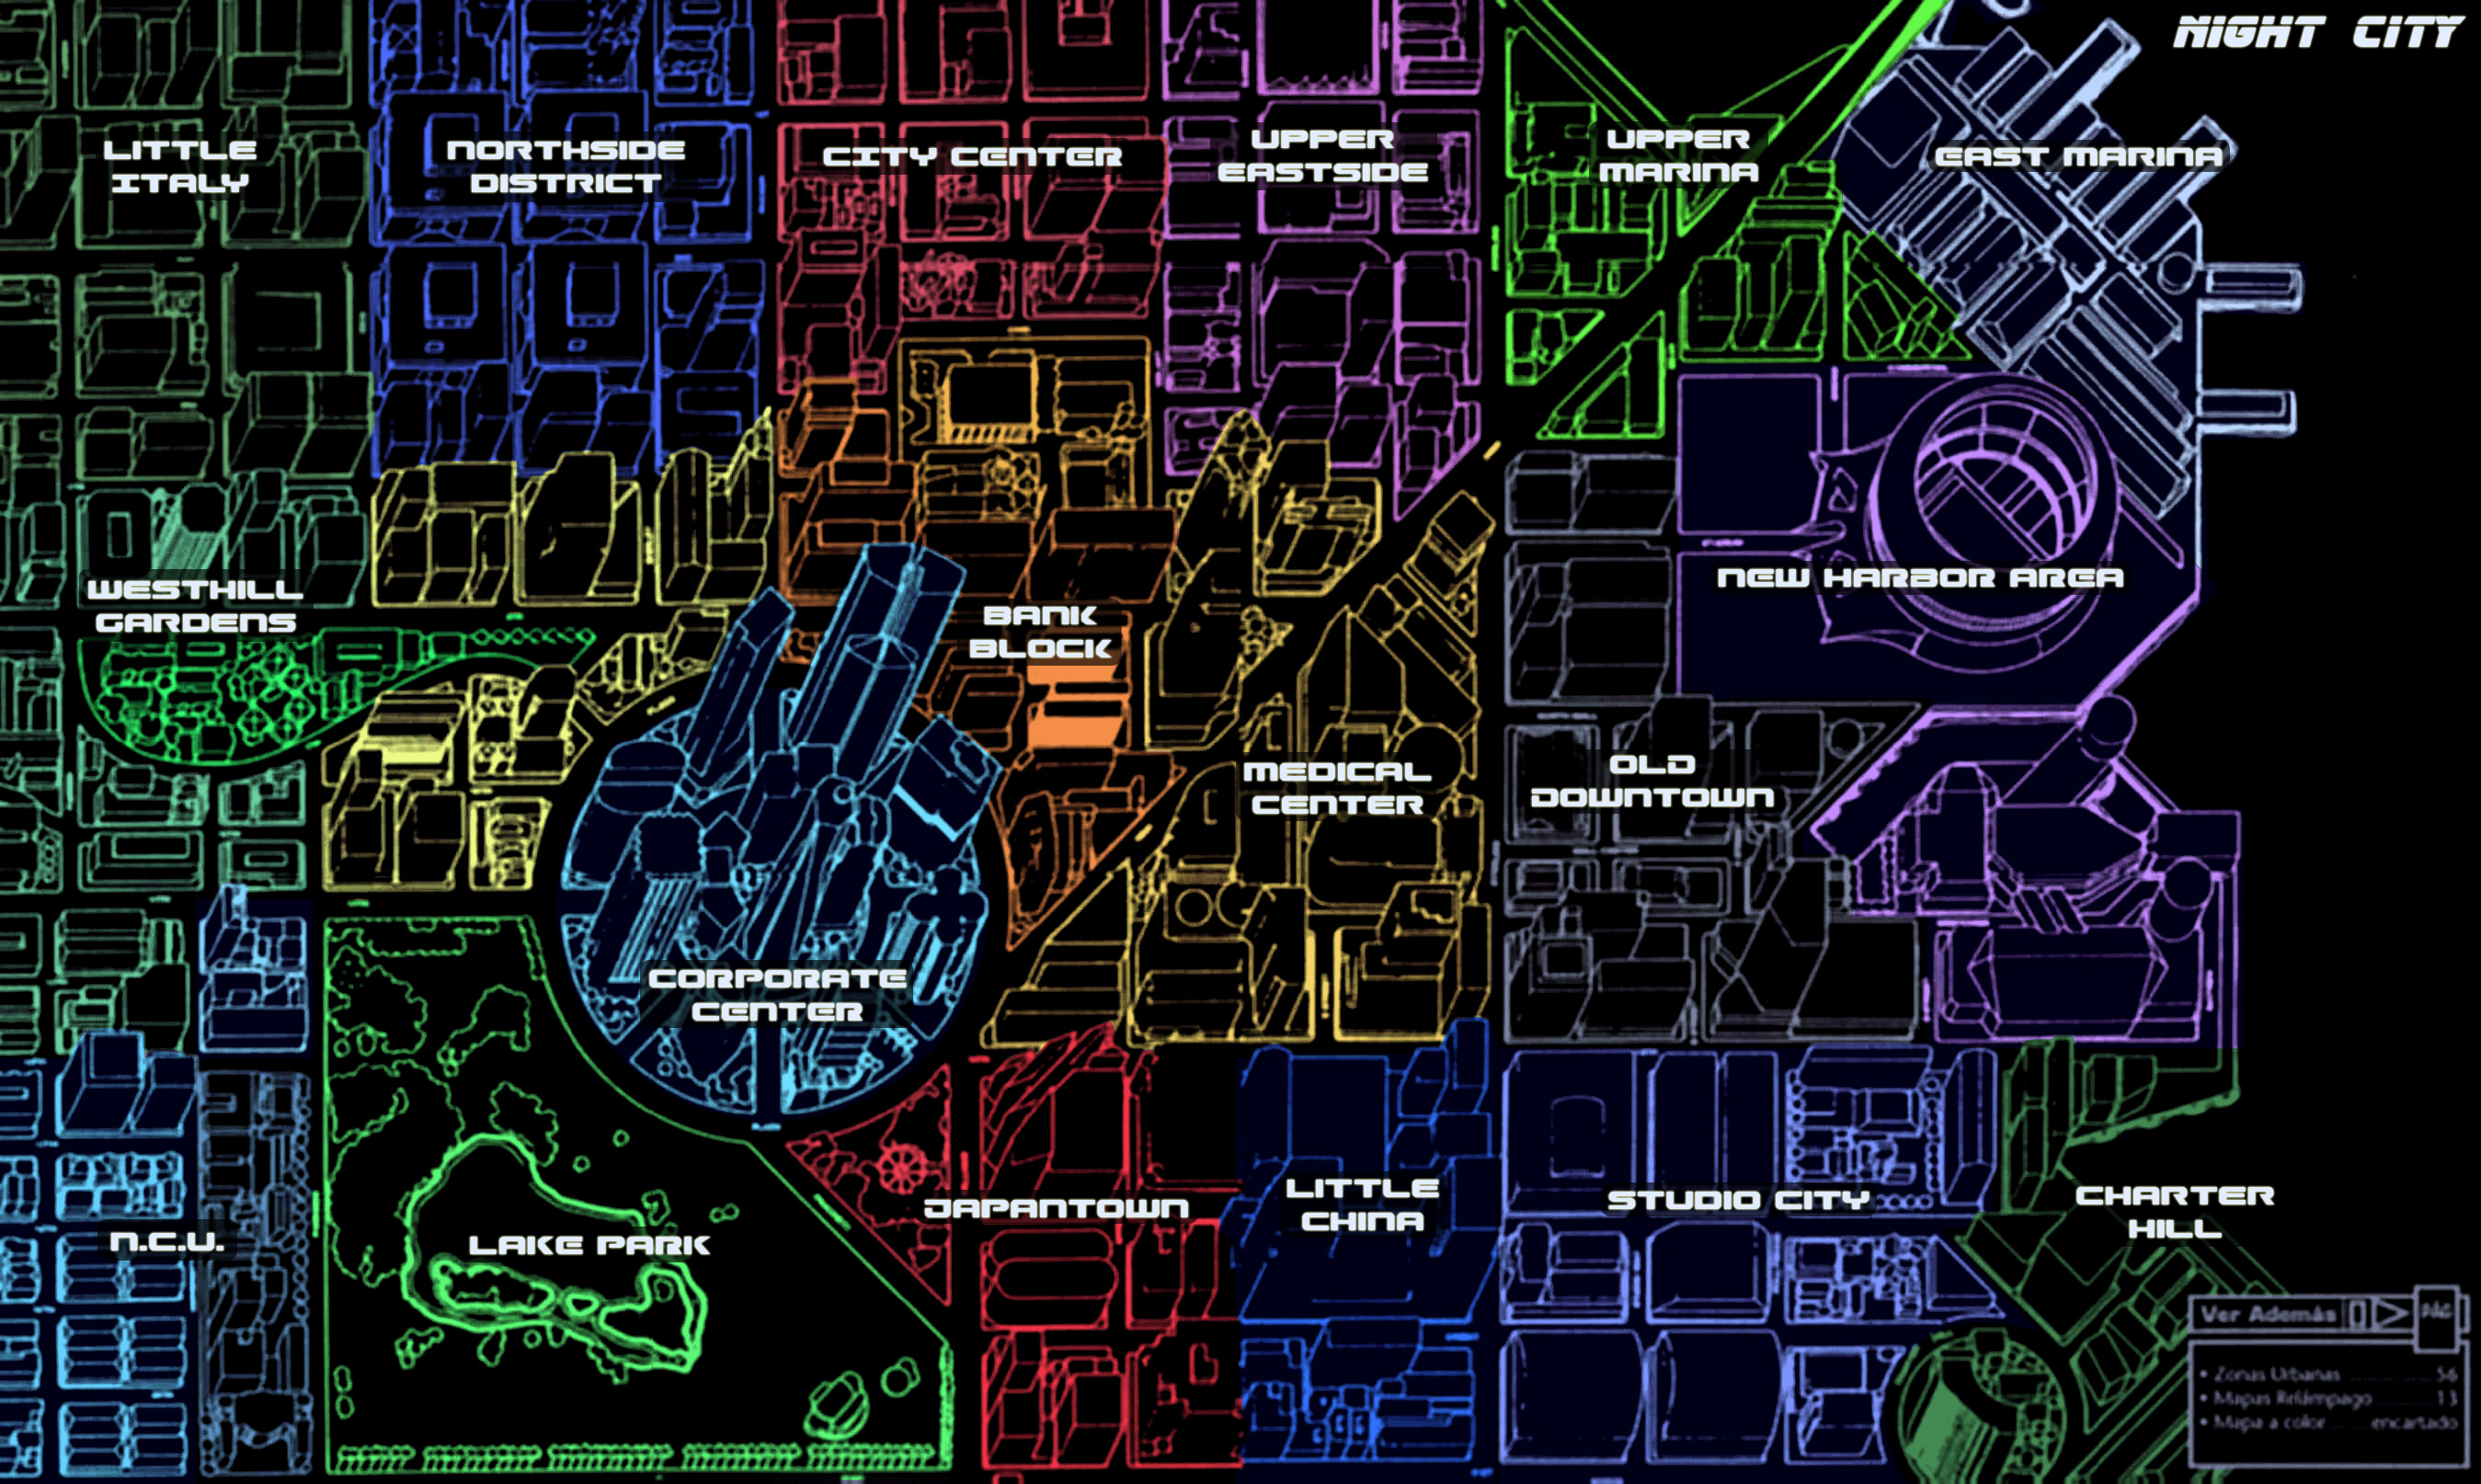 NIGHT CITY
LITTLE
ITALY
NORTHSIDE
DISTRICT
CITY CENTER
UPPER
EASTSIDE
UPPER
MARINA
EAST MARINA
WESTHILL
GARDENS
BANK
BLOCK
NEW HARBOR AREA
MEDICAL
CENTER
OLD
DOWNTOWN
CORPORATE
CENTER
N.C.U.
LAKE PARK
JAPANTOWN
LITTLE
CHINA
STUDIO CITY
CHARTER
HILL
Ver Además PÁG
• Zonas Urbanas 56
• Mapas Relámpago 13
• Mapa a color encartado